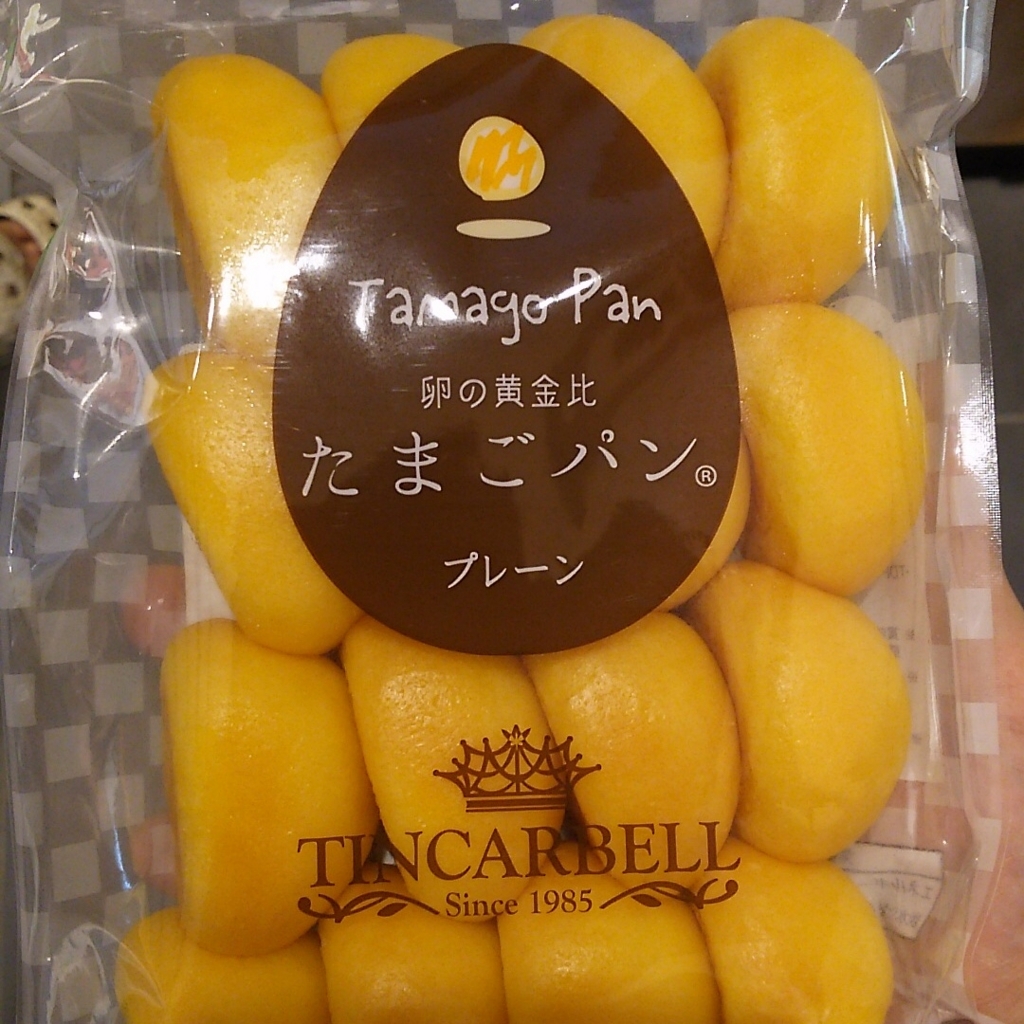 Tamago Pan
卵の黄金比
たまごパン®
プレーン
TINCARBELL
Since 1985